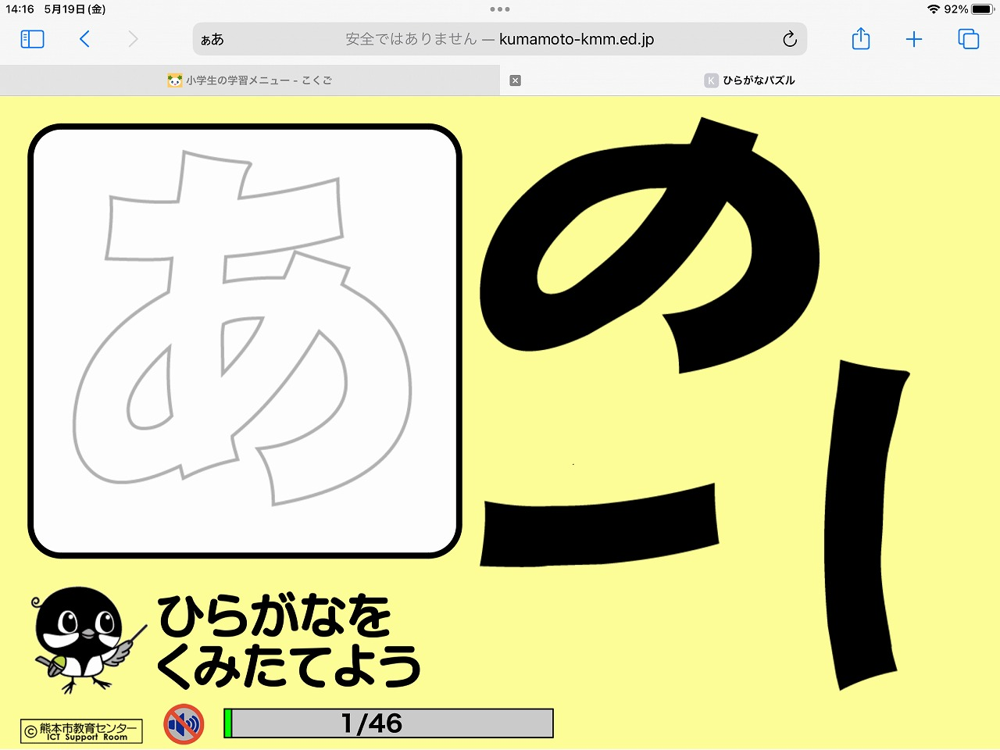 14:16 5月19日(金)
92%
ぁあ
安全ではありません — kumamoto-kmm.ed.jp
小学生の学習メニュー - こくご
K ひらがなパズル
あ
ひらがなを
くみたてよう
1/46
© 熊本市教育センター
ICT Support Room